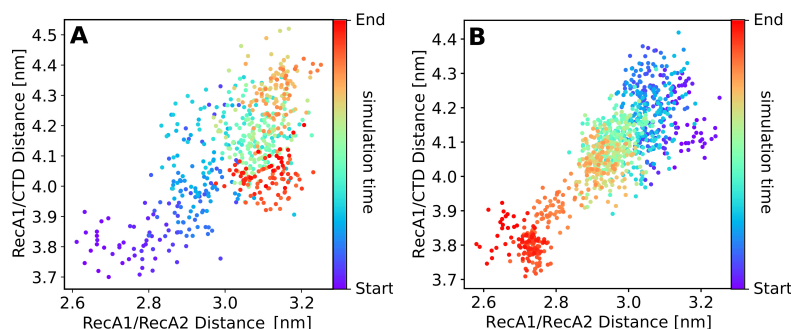 A
RecA1/CTD Distance [nm]
4.5
4.4
4.3
4.2
4.1
4.0
3.9
3.8
3.7
2.6 2.8 3.0 3.2
RecA1/RecA2 Distance [nm]
End
simulation time
Start
B
RecA1/CTD Distance [nm]
4.4
4.3
4.2
4.1
4.0
3.9
3.8
3.7
2.6 2.8 3.0 3.2
RecA1/RecA2 Distance [nm]
End
simulation time
Start